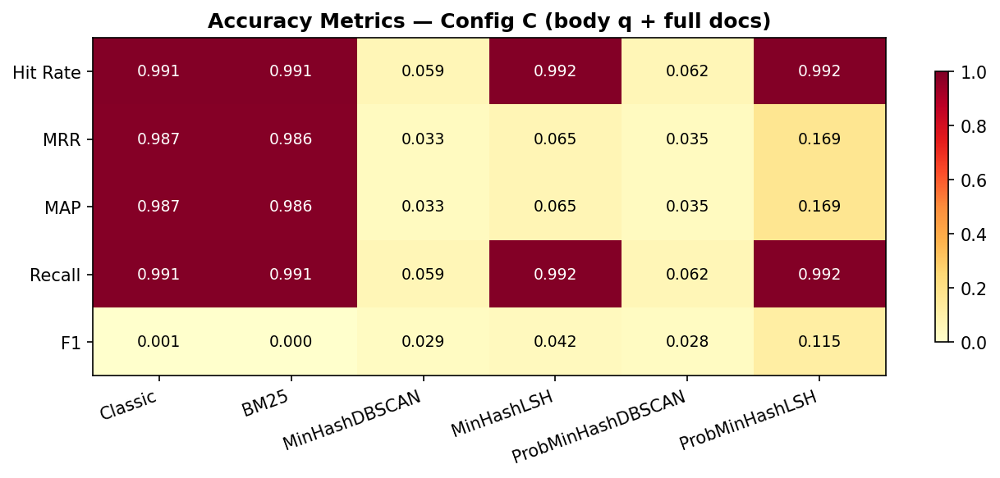 Accuracy Metrics — Config C (body q + full docs)
Hit Rate 0.991 0.991 0.059 0.992 0.062 0.992
MRR 0.987 0.986 0.033 0.065 0.035 0.169
MAP 0.987 0.986 0.033 0.065 0.035 0.169
Recall 0.991 0.991 0.059 0.992 0.062 0.992
F1 0.001 0.000 0.029 0.042 0.028 0.115
Classic BM25 MinHashDBSCAN MinHashLSH ProbMinHashDBSCAN ProbMinHashLSH
1.0
0.8
0.6
0.4
0.2
0.0